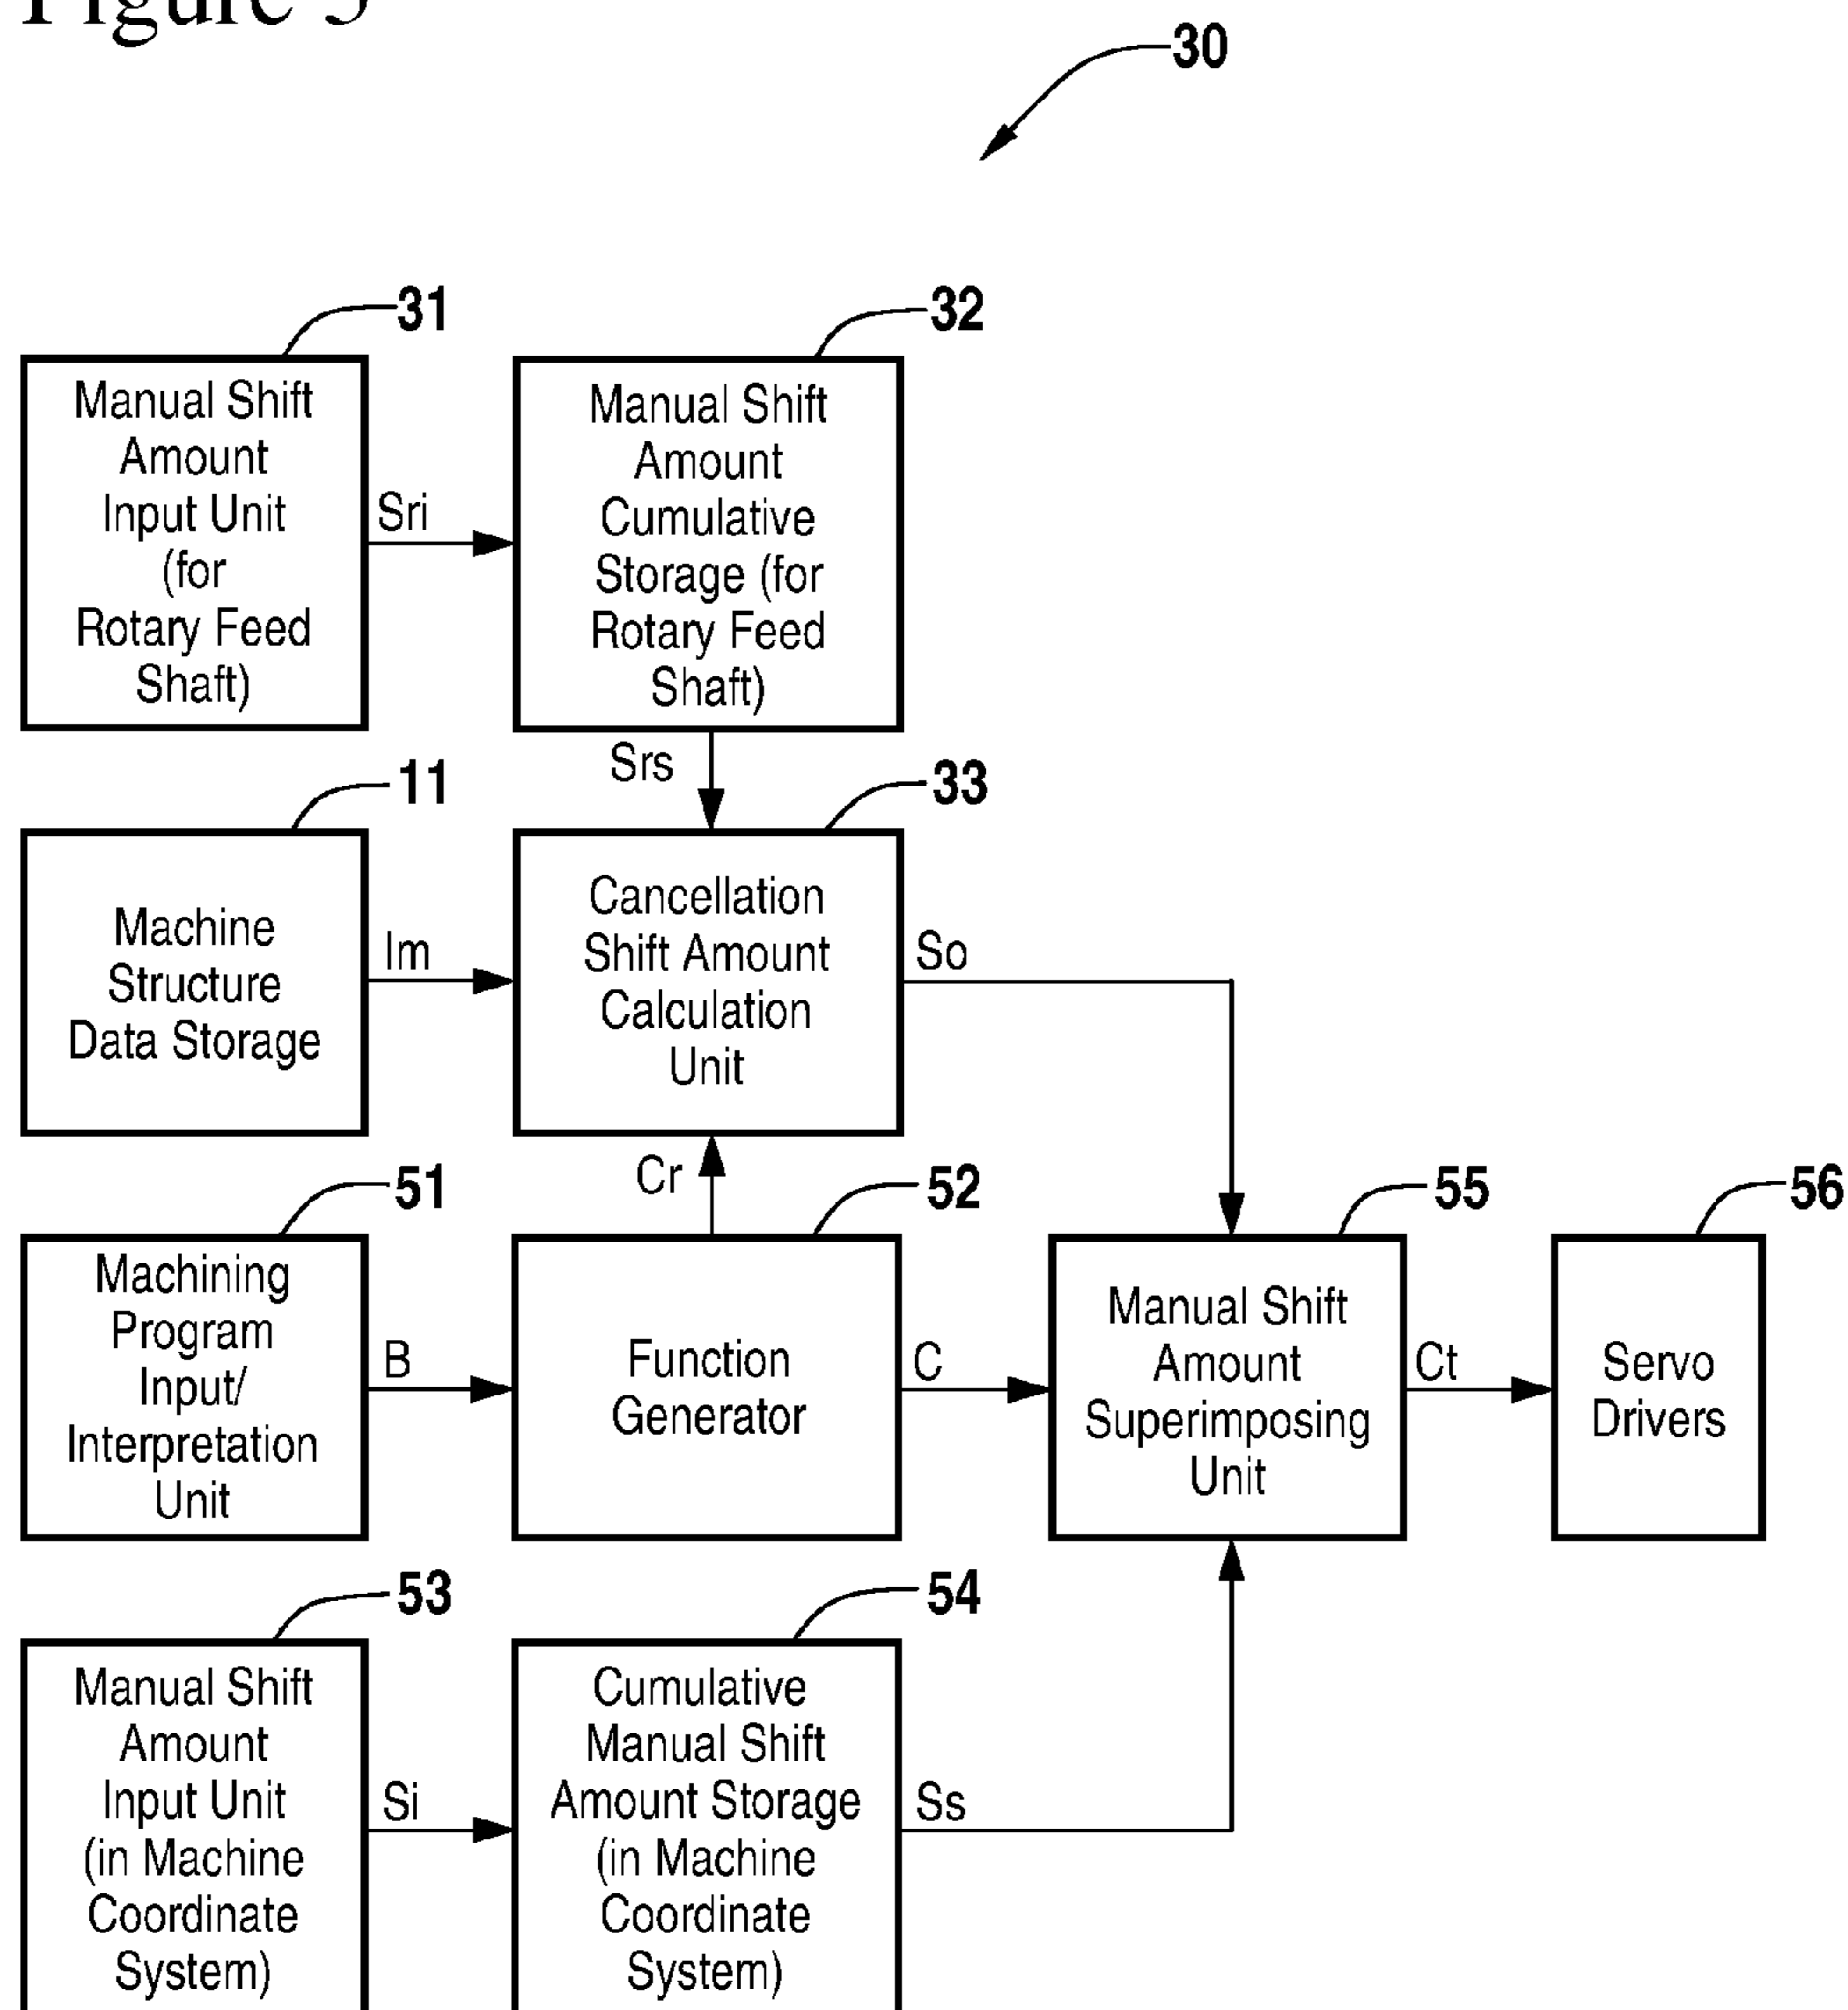 Figure 5
30
31
32
Manual Shift
Amount
Input Unit
(for
Rotary Feed
Shaft)
Sri
Manual Shift
Amount
Cumulative
Storage (for
Rotary Feed
Shaft)
Srs
11
33
Machine
Structure
Data Storage
Im
Cancellation
Shift Amount
Calculation
Unit
So
Cr
51
52
55
56
Machining
Program
Input/
Interpretation
Unit
B
Function
Generator
C
Manual Shift
Amount
Superimposing
Unit
Ct
Servo
Drivers
53
54
Manual Shift
Amount
Input Unit
(in Machine
Coordinate
System)
Si
Cumulative
Manual Shift
Amount Storage
(in Machine
Coordinate
System)
Ss